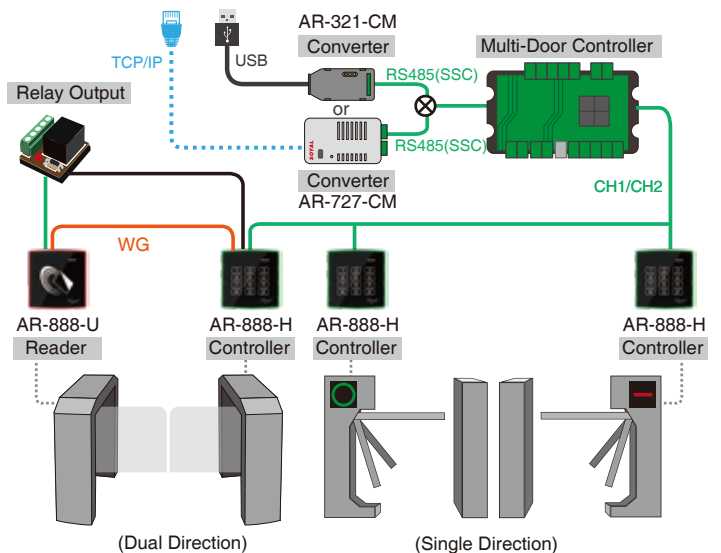 AR-321-CM
Converter
Multi-Door Controller
TCP/IP
USB
RS485(SSC)
Relay Output
or
SOYAL
RS485(SSC)
Converter
AR-727-CM
CH1/CH2
WG
AR-888-U
AR-888-H
AR-888-H
AR-888-H
Reader
Controller
Controller
Controller
(Dual Direction)
(Single Direction)